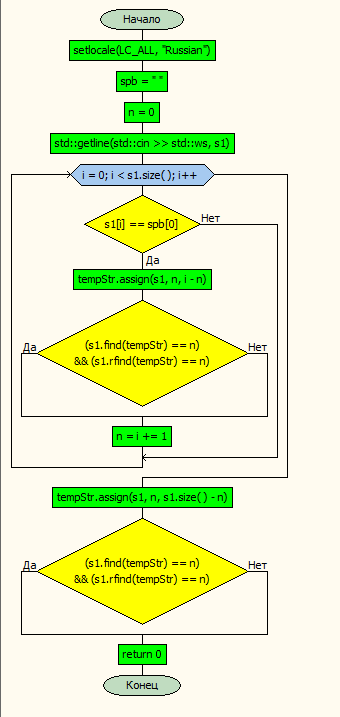 Начало
setlocale(LC_ALL, "Russian")
spb = " "
n = 0
std::getline(std::cin >> std::ws, s1)
i = 0; i < s1.size(); i++
s1[i] == spb[0]
Нет
Да
tempStr.assign(s1, n, i - n)
Да
(s1.find(tempStr) == n)
&& (s1.rfind(tempStr) == n)
Нет
n = i += 1
tempStr.assign(s1, n, s1.size() - n)
Да
(s1.find(tempStr) == n)
&& (s1.rfind(tempStr) == n)
Нет
return 0
Конец